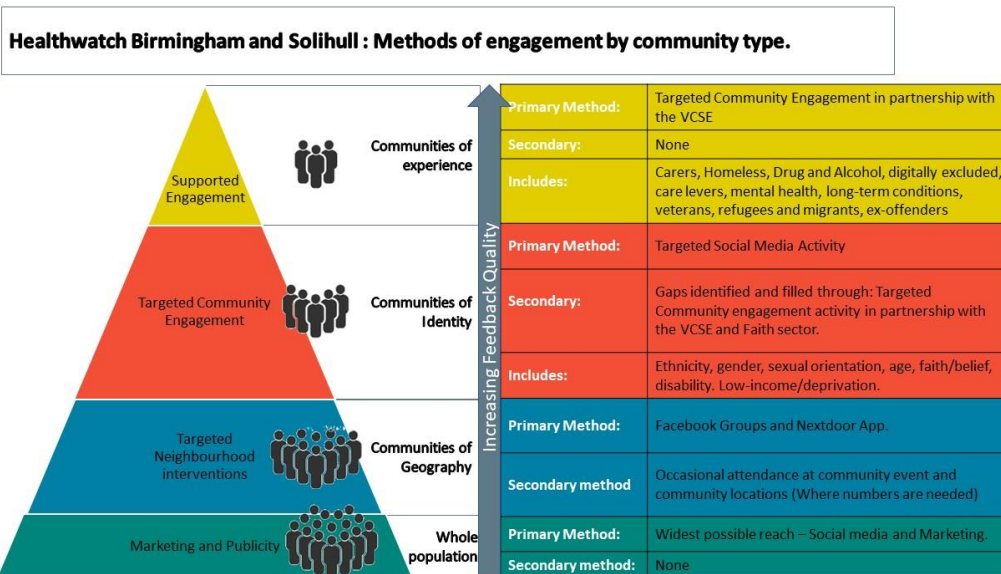 Healthwatch Birmingham and Solihull : Methods of engagement by community type.
Supported
Engagement
Communities of
experience
Targeted Community
Engagement
Communities of
Identity
Targeted
Neighbourhood
interventions
Communities of
Geography
Marketing and Publicity
Whole
population
Increasing Feedback Quality
Primary Method:
Targeted Community Engagement in partnership with
the VCSE
Secondary:
None
Includes:
Carers, Homeless, Drug and Alcohol, digitally excluded,
care levers, mental health, long-term conditions,
veterans, refugees and migrants, ex-offenders
Primary Method:
Targeted Social Media Activity
Secondary:
Gaps identified and filled through: Targeted
Community engagement activity in partnership with
the VCSE and Faith sector.
Includes:
Ethnicity, gender, sexual orientation, age, faith/belief,
disability. Low-income/deprivation.
Primary Method:
Facebook Groups and Nextdoor App.
Secondary method
Occasional attendance at community event and
community locations (Where numbers are needed)
Primary Method:
Widest possible reach – Social media and Marketing.
Secondary method:
None